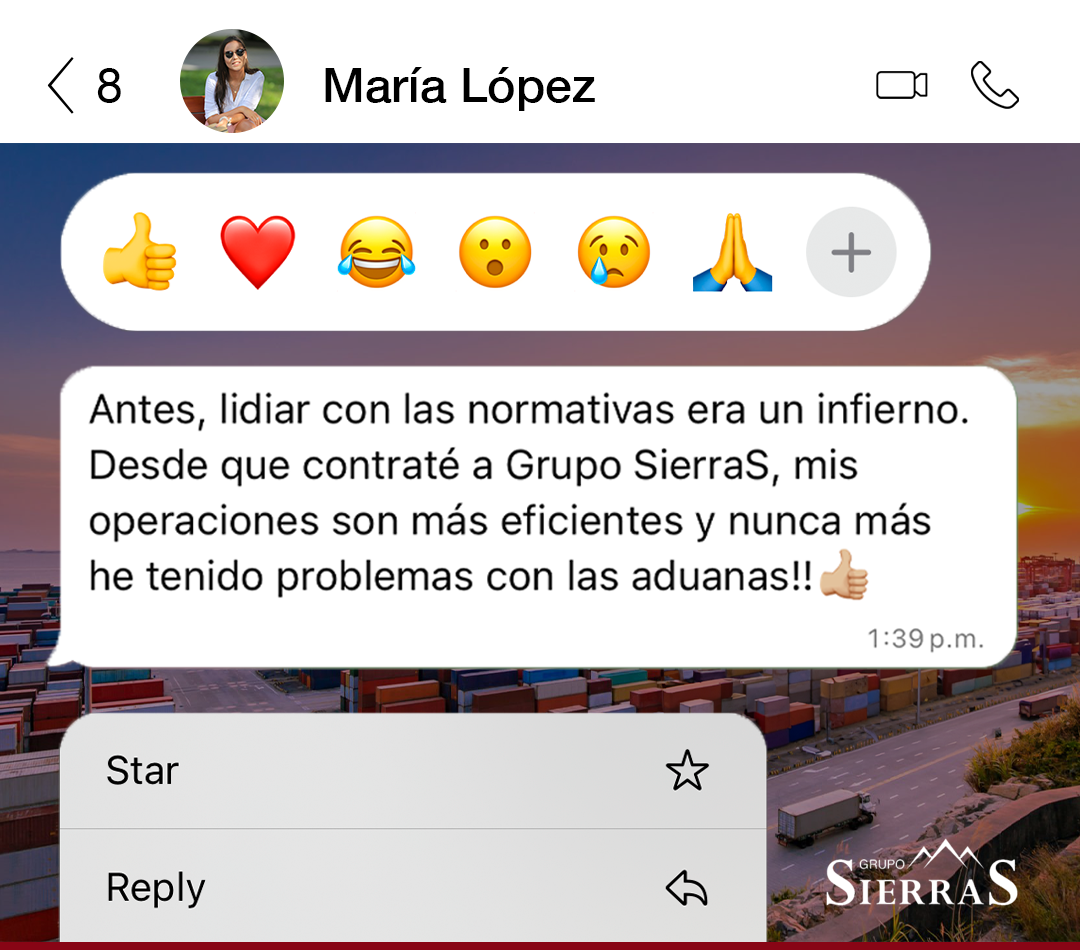 8
María López
Antes, lidiar con las normativas era un infierno.
Desde que contraté a Grupo SierraS, mis
operaciones son más eficientes y nunca más
he tenido problemas con las aduanas!!👍🏼
1:39 p.m.
Star
Reply
GRUPO
SIERRAS